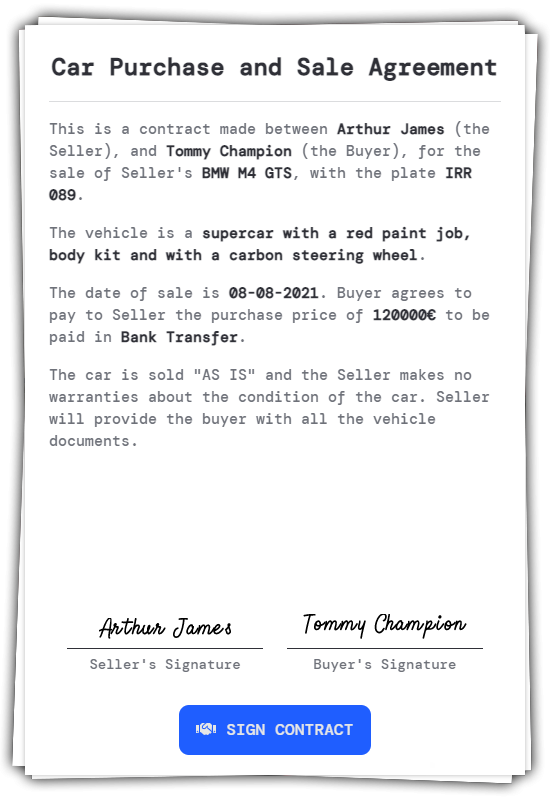 Car Purchase and Sale Agreement
This is a contract made between Arthur James (the
Seller), and Tommy Champion (the Buyer), for the
sale of Seller's BMW M4 GTS, with the plate IRR
089.
The vehicle is a supercar with a red paint job,
body kit and with a carbon steering wheel.
The date of sale is 08-08-2021. Buyer agrees to
pay to Seller the purchase price of 120000€ to be
paid in Bank Transfer.
The car is sold "AS IS" and the Seller makes no
warranties about the condition of the car. Seller
will provide the buyer with all the vehicle
documents.
Arthur James Tommy Champion
Seller's Signature Buyer's Signature
SIGN CONTRACT